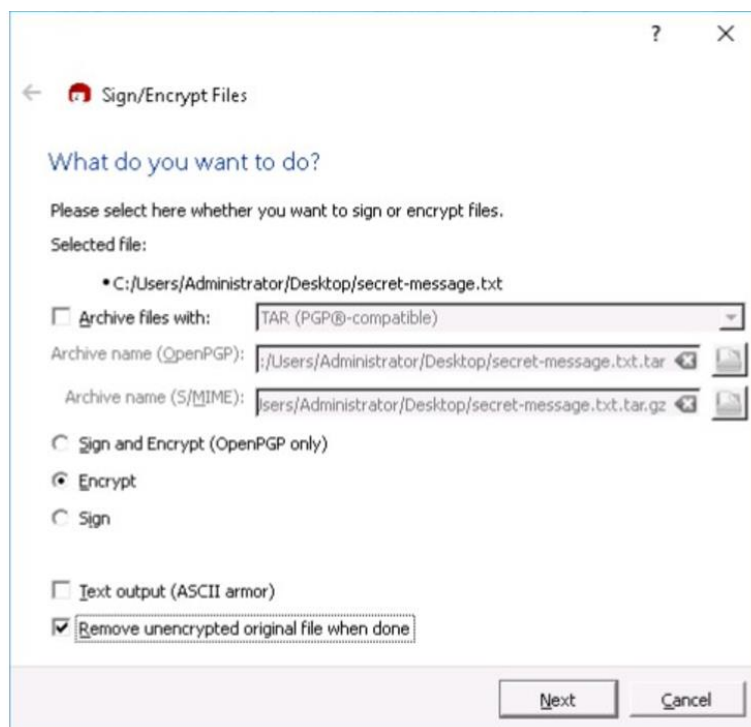 ?
Sign/Encrypt Files
What do you want to do?
Please select here whether you want to sign or encrypt files.
Selected file:
• C:/Users/Administrator/Desktop/secret-message.txt
Archive files with: TAR (PGP®-compatible)
Archive name (OpenPGP): :/Users/Administrator/Desktop/secret-message.txt.tar
Archive name (S/MIME): Jsers/Administrator/Desktop/secret-message.txt.tar.gz
Sign and Encrypt (OpenPGP only)
Encrypt
Sign
Text output (ASCII armor)
Remove unencrypted original file when done
Next Cancel